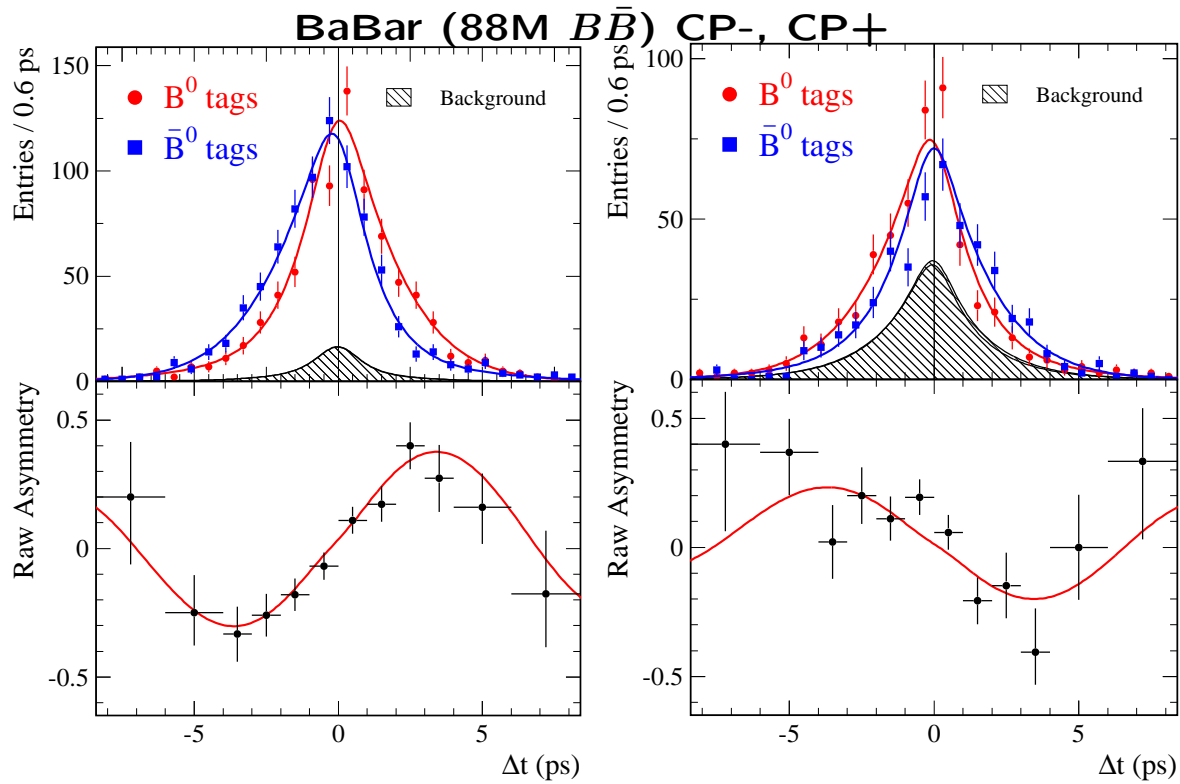 BaBar (88M BB̄) CP-, CP+
Entries / 0.6 ps
150
100
50
0
B⁰ tags
B̄⁰ tags
Background
Raw Asymmetry
0.5
0
-0.5
-5
0
5
Δt (ps)
Entries / 0.6 ps
100
50
0
B⁰ tags
B̄⁰ tags
Background
Raw Asymmetry
0.5
0
-0.5
-5
0
5
Δt (ps)